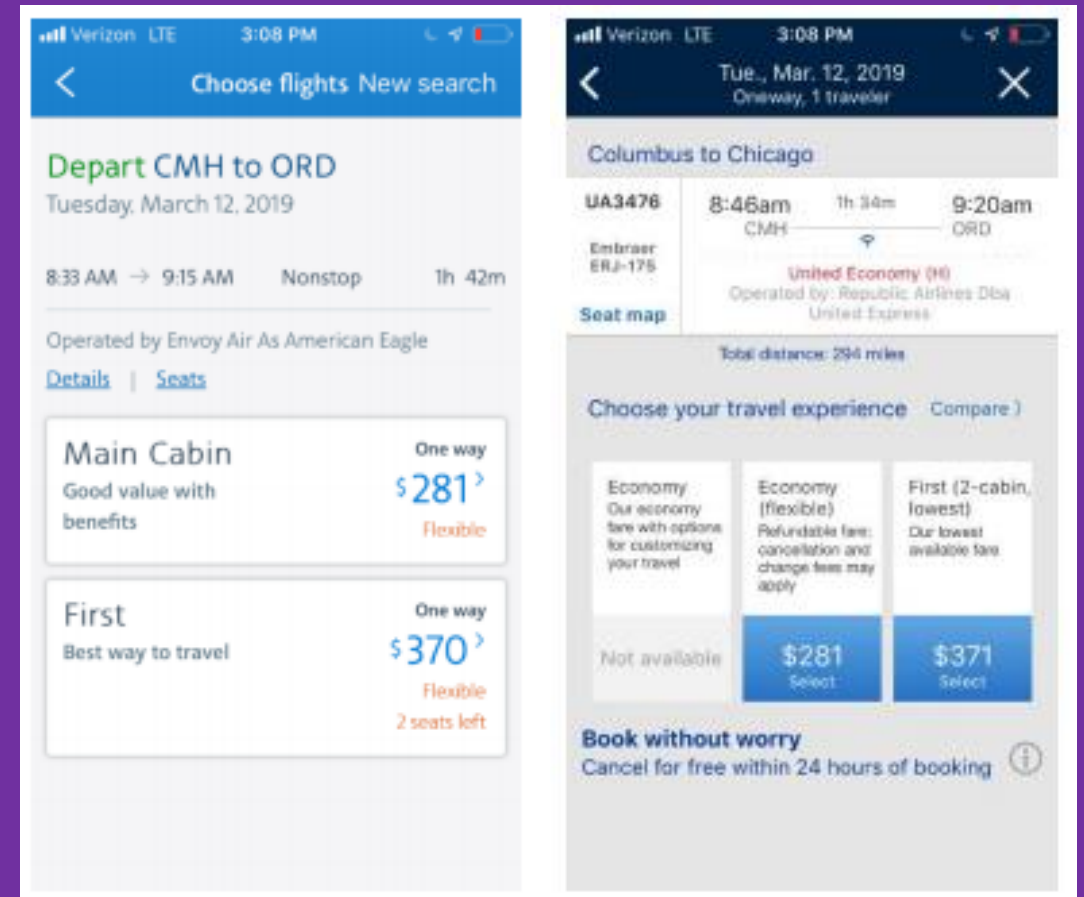 Verizon LTE 3:08 PM
Choose flights New search
Depart CMH to ORD
Tuesday, March 12, 2019
8:33 AM → 9:15 AM Nonstop 1h 42m
Operated by Envoy Air As American Eagle
Details | Seats
Main Cabin
One way
Good value with
benefits
$281
Flexible
First
One way
Best way to travel
$370
Flexible
2 seats left
Verizon LTE 3:08 PM
Tue., Mar. 12, 2019
Oneway, 1 traveler
Columbus to Chicago
UA3476
8:46am 1h 34m 9:20am
CMH ORD
Embraer
ERJ-175
United Economy (H)
Operated by: Republic Airlines Dba
United Express
Seat map
Total distance: 294 miles
Choose your travel experience Compare
Economy
Our economy
fare with options
for customizing
your travel
Not available
Economy
(flexible)
Refundable fare;
cancellation and
change fees may
apply
$281
Select
First (2-cabin,
lowest)
Our lowest
available fare
$371
Select
Book without worry
Cancel for free within 24 hours of booking